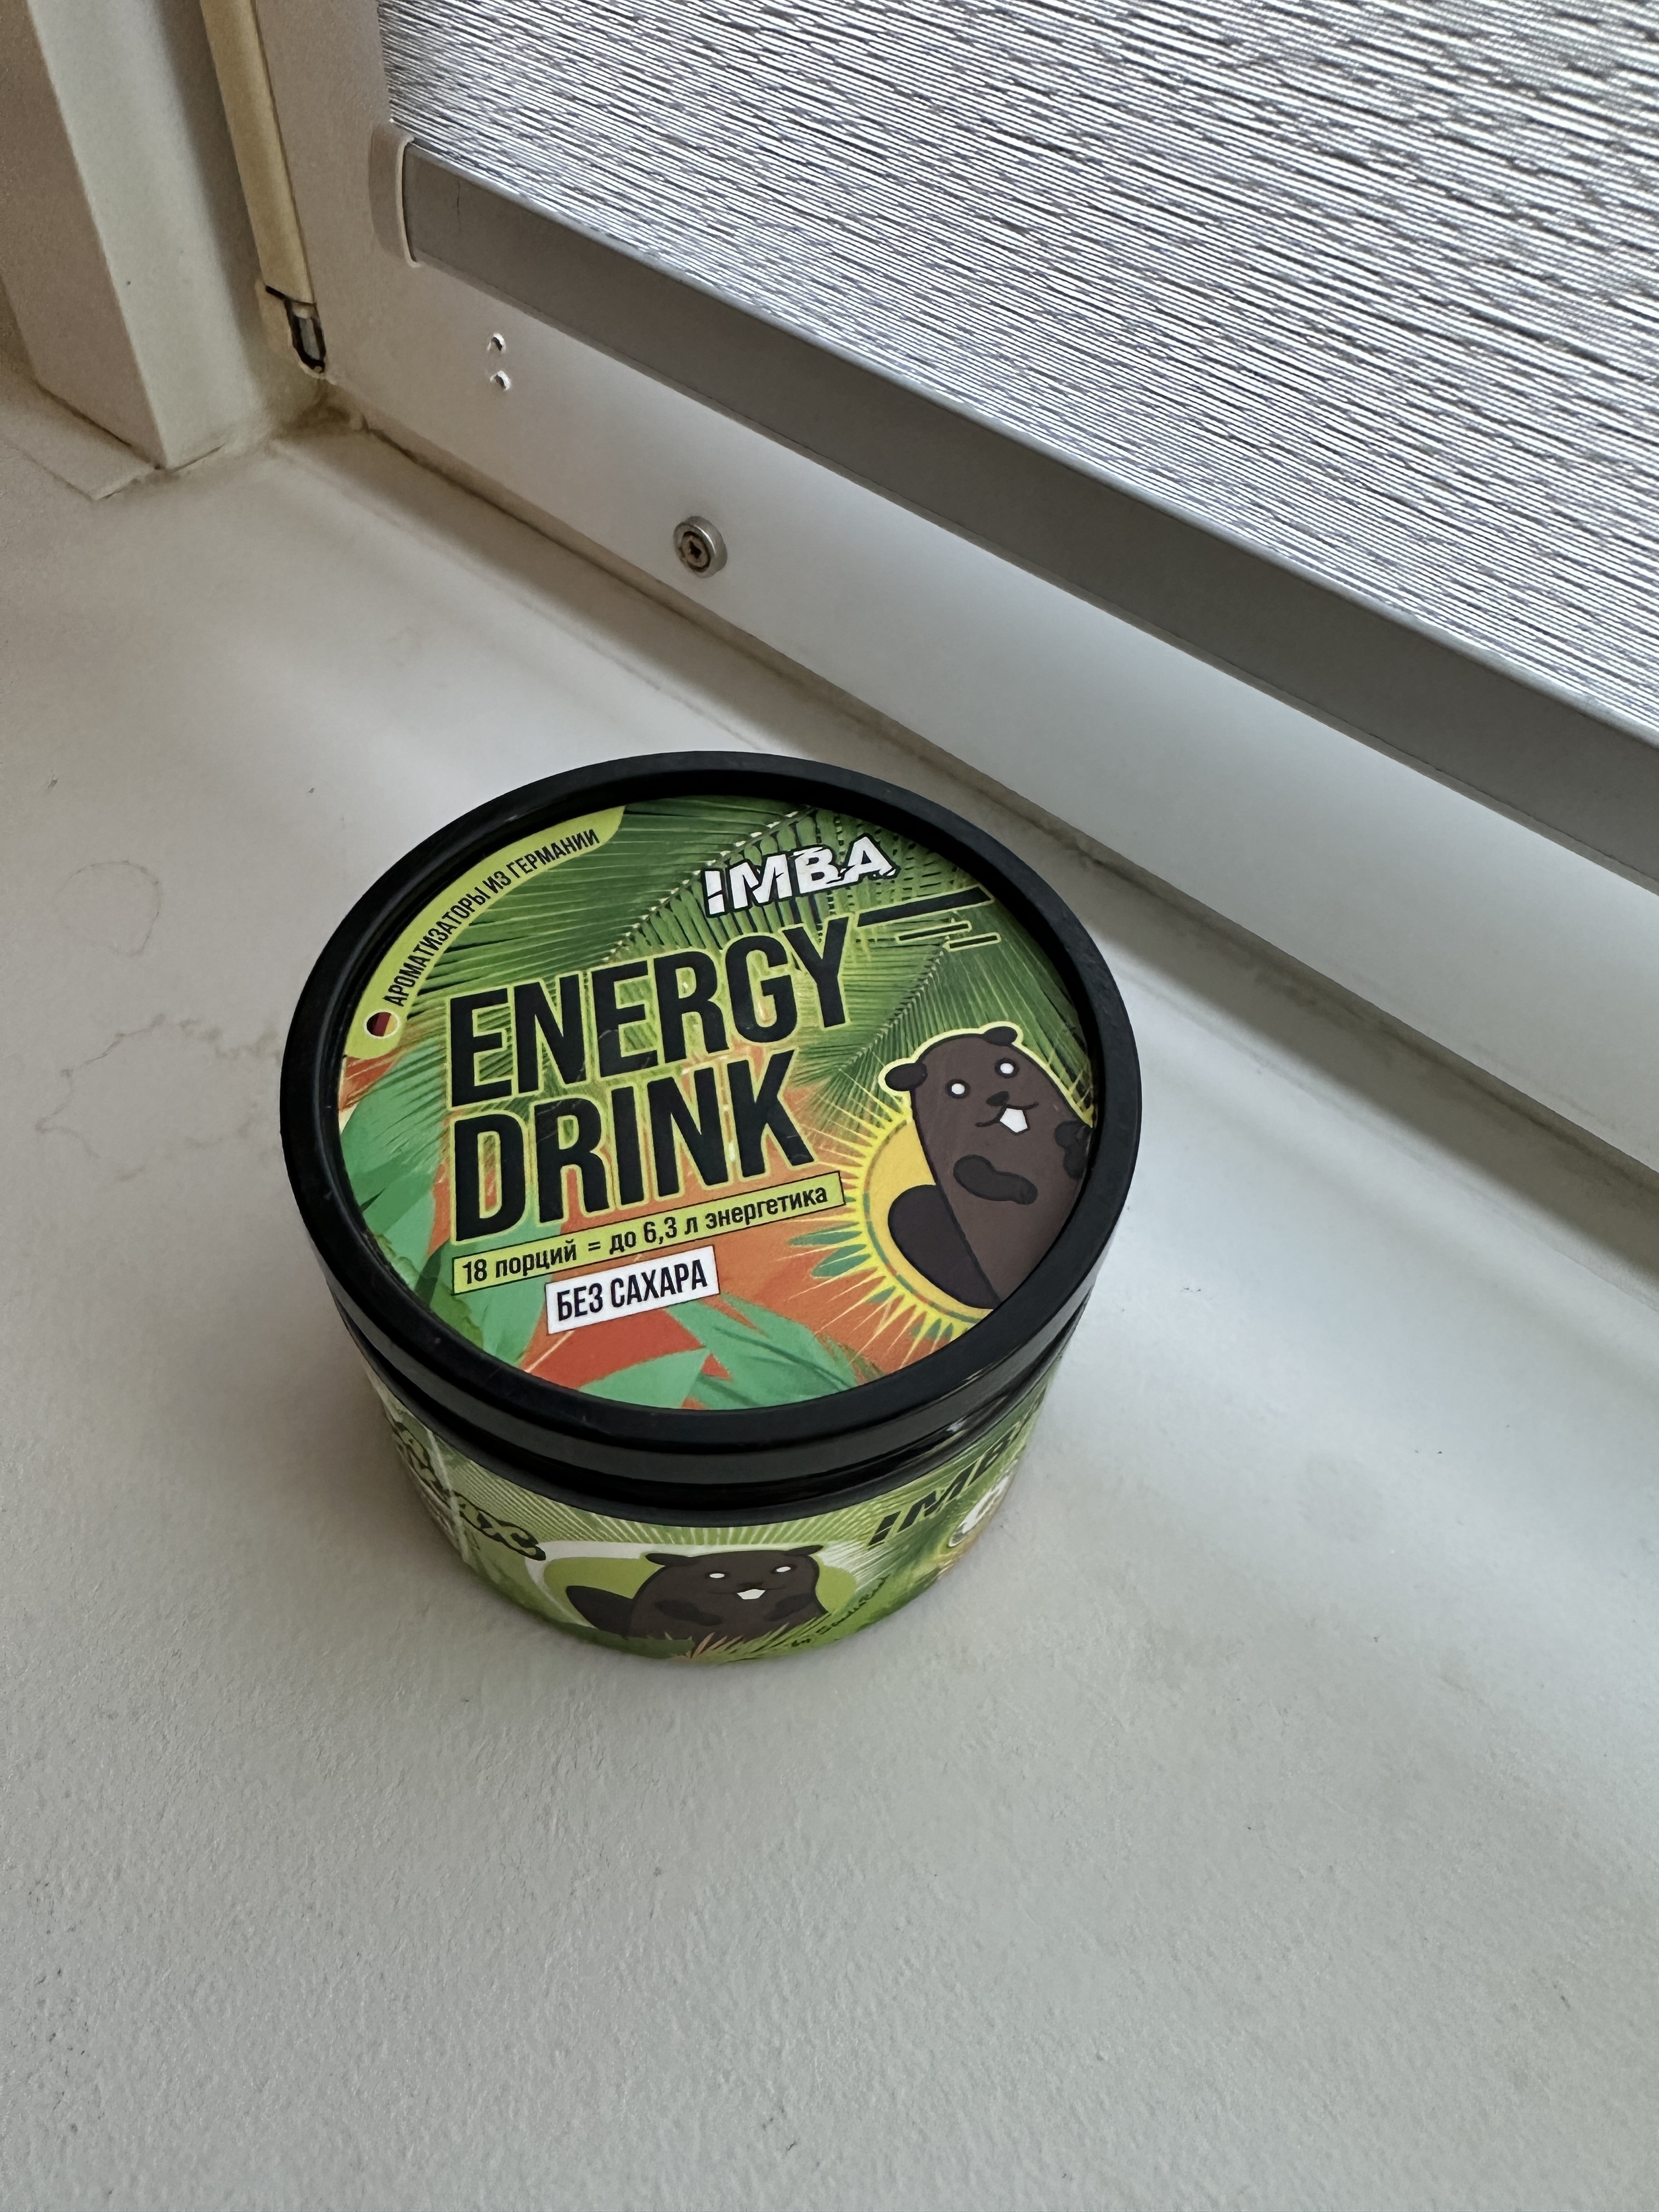 АРОМАТИЗАТОРЫ ИЗ ГЕРМАНИИ
IMBA
ENERGY
DRINK
18 порций = до 6,3 л энергетика
БЕЗ САХАРА
IMBA